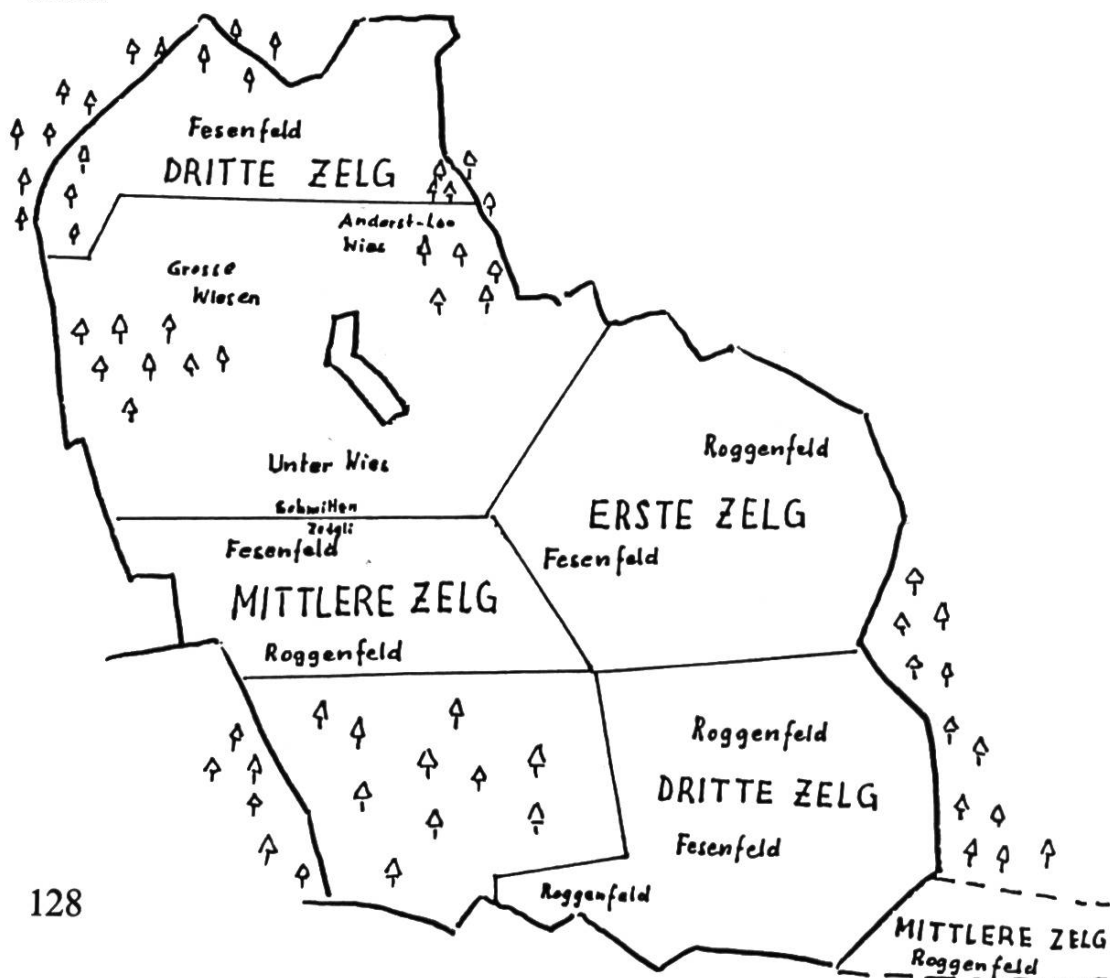 Fesenfeld
DRITTE ZELG
Anderst-Loo
Wies
Grosse
Wiesen
Unter Wies
Schmitten
Zelgli
Fesenfeld
MITTLERE ZELG
Roggenfeld
Roggenfeld
ERSTE ZELG
Fesenfeld
Roggenfeld
DRITTE ZELG
Fesenfeld
Roggenfeld
MITTLERE ZELG
Roggenfeld
128